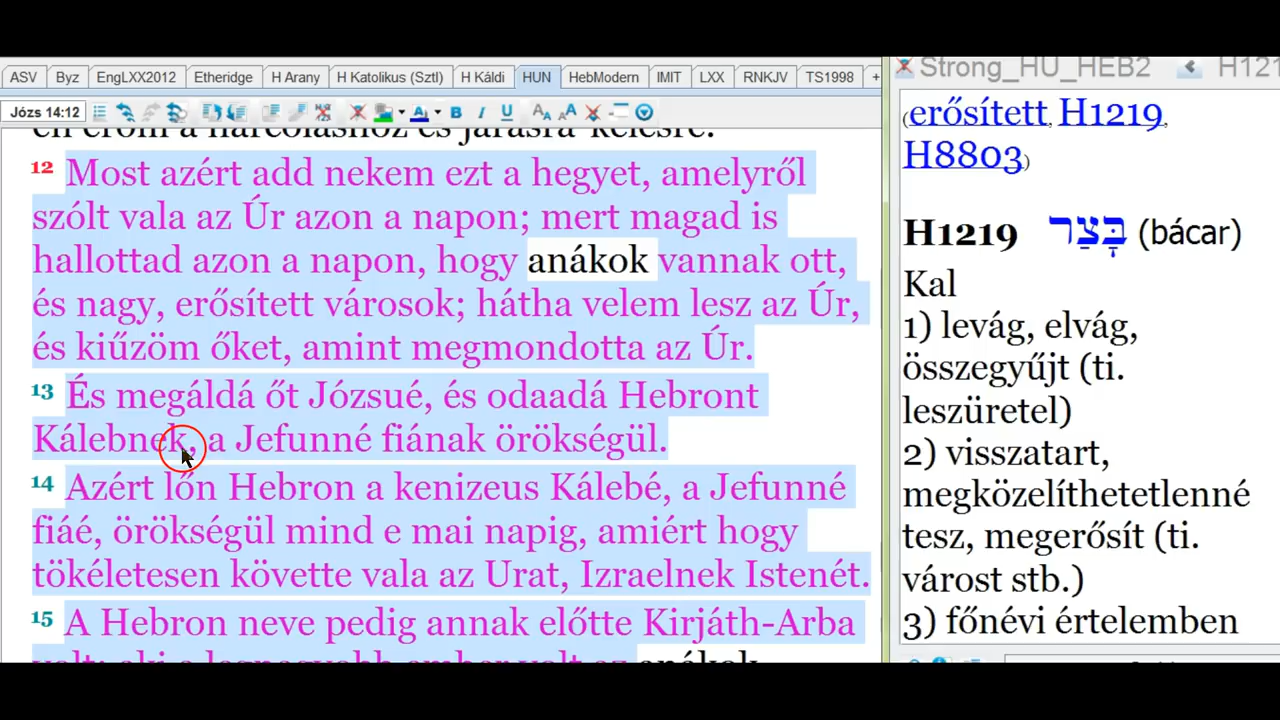 ASV Byz EngLXX2012 Etheridge H Arany H Katolikus (Sztl) H Káldi HUN HebModern IMIT LXX RNKJV TS1998 +
Józs 14:12
12 Most azért add nekem ezt a hegyet, amelyről
szólt vala az Úr azon a napon; mert magad is
hallottad azon a napon, hogy anákok vannak ott,
és nagy, erősített városok; hátha velem lesz az Úr,
és kiűzöm őket, amint megmondotta az Úr.
13 És megáldá őt Józsué, és odaadá Hebront
Kálebnek, a Jefunné fiának örökségül.
14 Azért lőn Hebron a kenizeus Kálebé, a Jefunné
fiáé, örökségül mind e mai napig, amiért hogy
tökéletesen követte vala az Urat, Izraelnek Istenét.
15 A Hebron neve pedig annak előtte Kirjáth-Arba
Strong_HU_HEB2 H121
(erősített, H1219,
H8803)
H1219 בָּצַר (bácar)
Kal
1) levág, elvág,
összegyűjt (ti.
leszüretel)
2) visszatart,
megközelíthetetlenné
tesz, megerősít (ti.
várost stb.)
3) főnévi értelemben